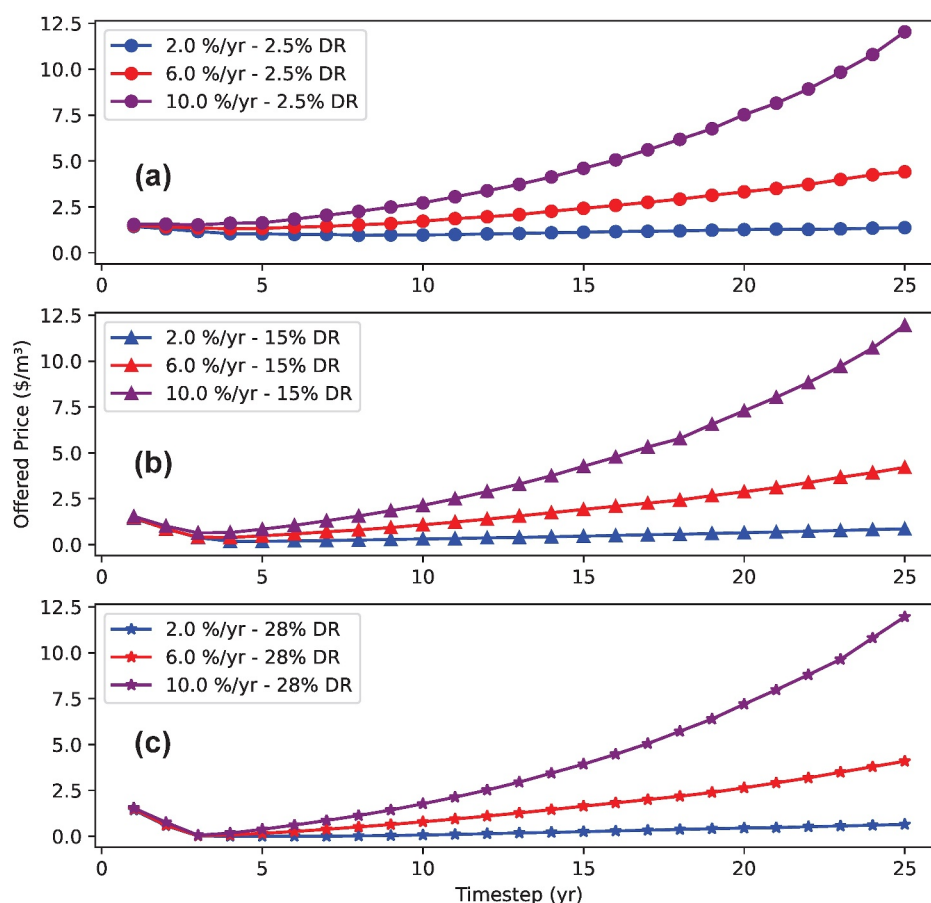 12.5
10.0
7.5
5.0
2.5
0.0
2.0 %/yr - 2.5% DR
6.0 %/yr - 2.5% DR
10.0 %/yr - 2.5% DR
(a)
0 5 10 15 20 25
Offered Price ($/m³)
12.5
10.0
7.5
5.0
2.5
0.0
2.0 %/yr - 15% DR
6.0 %/yr - 15% DR
10.0 %/yr - 15% DR
(b)
0 5 10 15 20 25
12.5
10.0
7.5
5.0
2.5
0.0
2.0 %/yr - 28% DR
6.0 %/yr - 28% DR
10.0 %/yr - 28% DR
(c)
0 5 10 15 20 25
Timestep (yr)